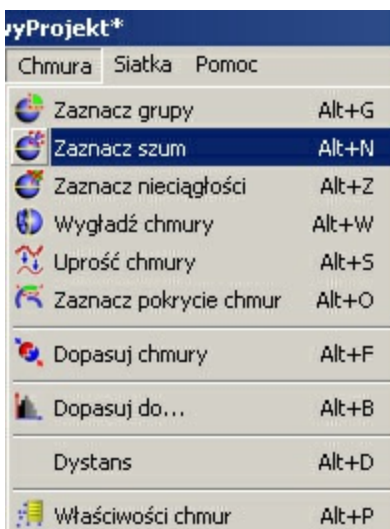 wyProjekt*
Chmura Siatka Pomoc
Zaznacz grupy Alt+G
Zaznacz szum Alt+N
Zaznacz nieciągłości Alt+Z
Wygładź chmury Alt+W
Uprość chmury Alt+S
Zaznacz pokrycie chmur Alt+O
Dopasuj chmury Alt+F
Dopasuj do... Alt+B
Dystans Alt+D
Właściwości chmur Alt+P